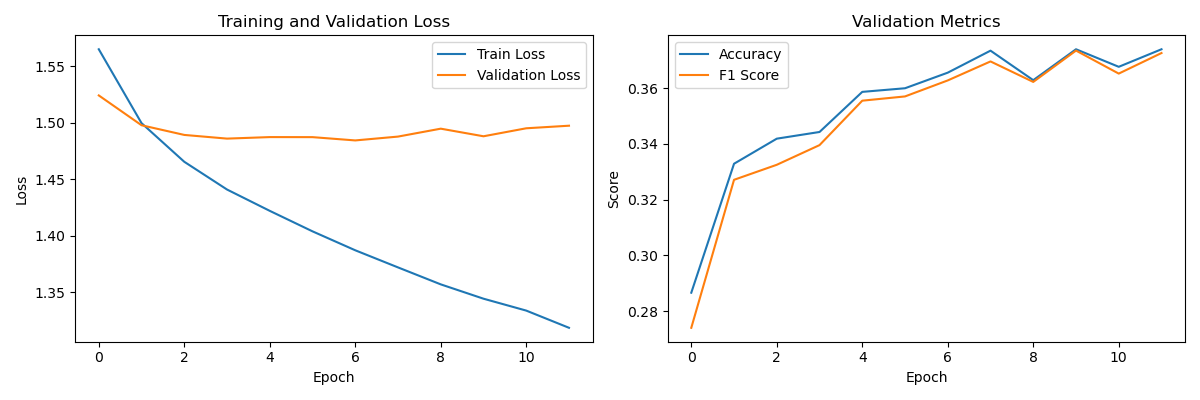 Training and Validation Loss
Train Loss
Validation Loss
1.55
1.50
1.45
1.40
1.35
Loss
0 2 4 6 8 10
Epoch
Validation Metrics
Accuracy
F1 Score
0.36
0.34
0.32
0.30
0.28
Score
0 2 4 6 8 10
Epoch